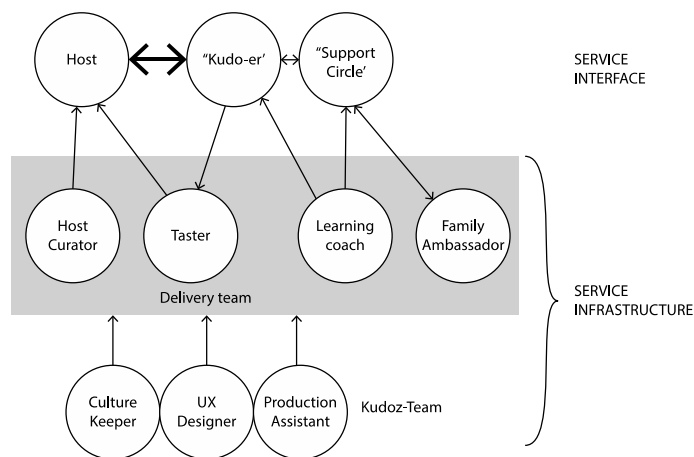 Host
“Kudo-er’
“Support
Circle’
SERVICE
INTERFACE
Host
Curator
Taster
Learning
coach
Family
Ambassador
Delivery team
SERVICE
INFRASTRUCTURE
Culture
Keeper
UX
Designer
Production
Assistant
Kudoz-Team